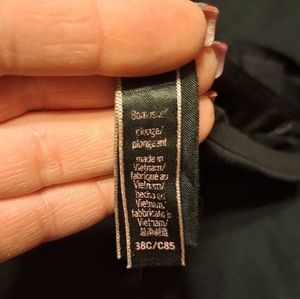 plunge/
plongeant
made in
Vietnam/
fabriqué au
Vietnam/
hecho en
Vietnam/
fabbricato in
Vietnam/
38C/C85